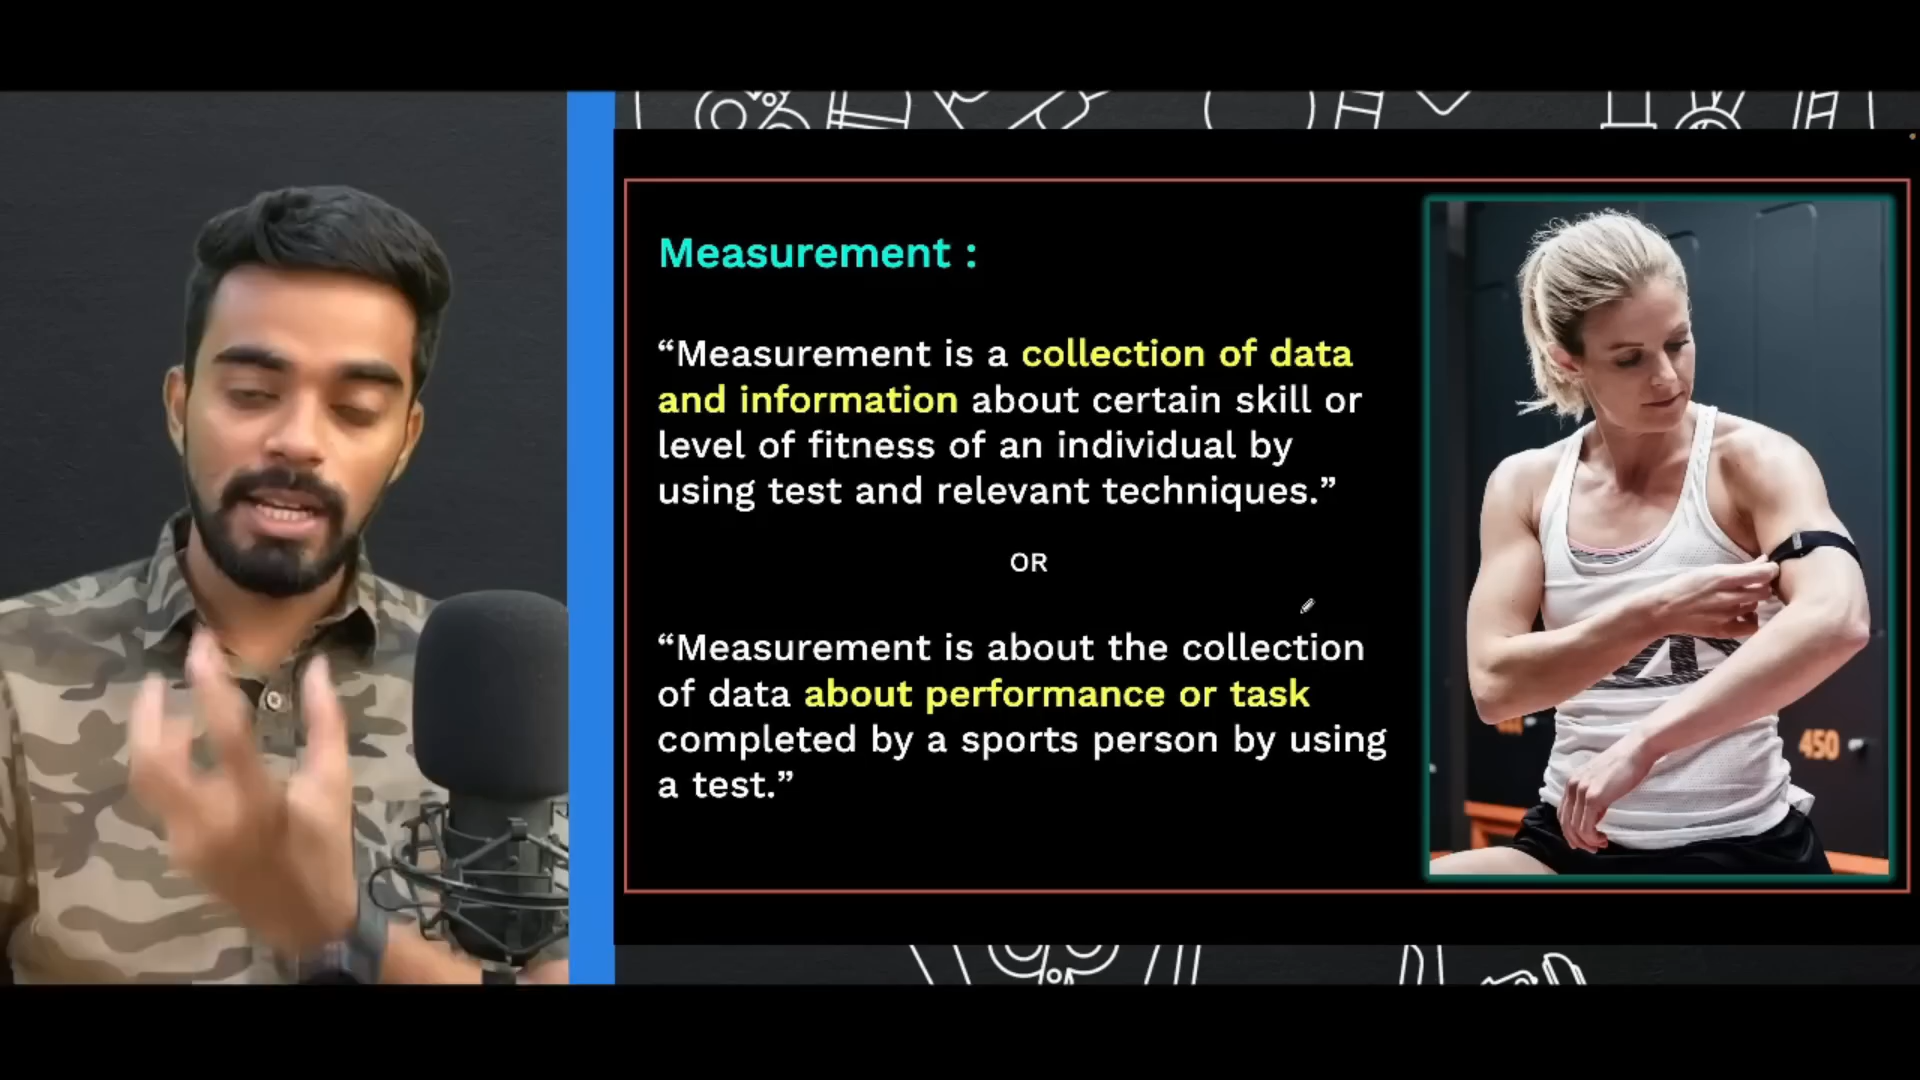 Measurement :
“Measurement is a collection of data
and information about certain skill or
level of fitness of an individual by
using test and relevant techniques.”
OR
“Measurement is about the collection
of data about performance or task
completed by a sports person by using
a test.”
450